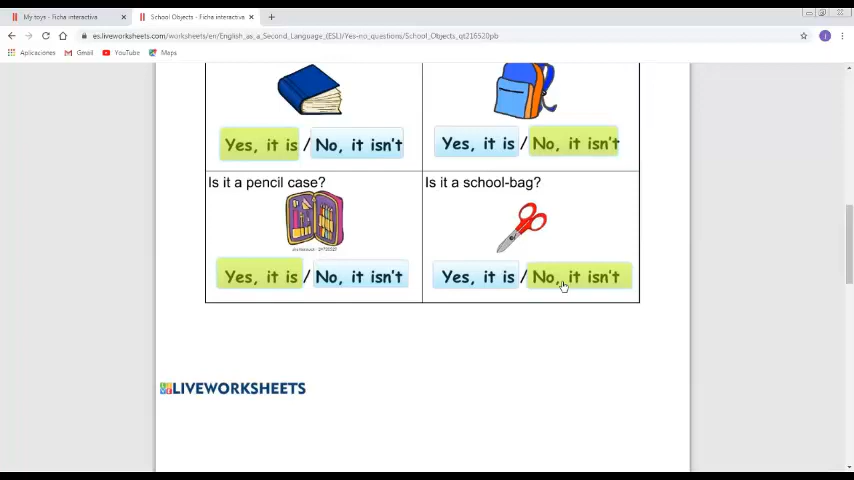 My toys - Ficha interactiva
School Objects - Ficha interactiva
es.liveworksheets.com/worksheets/en/English_as_a_Second_Language_(ESL)/Yes-no_questions/School_Objects_qt216520pb
Aplicaciones Gmail YouTube Maps
Yes, it is / No, it isn't
Yes, it is / No, it isn't
Is it a pencil case?
Is it a school-bag?
Yes, it is / No, it isn't
Yes, it is / No, it isn't
LIVEWORKSHEETS